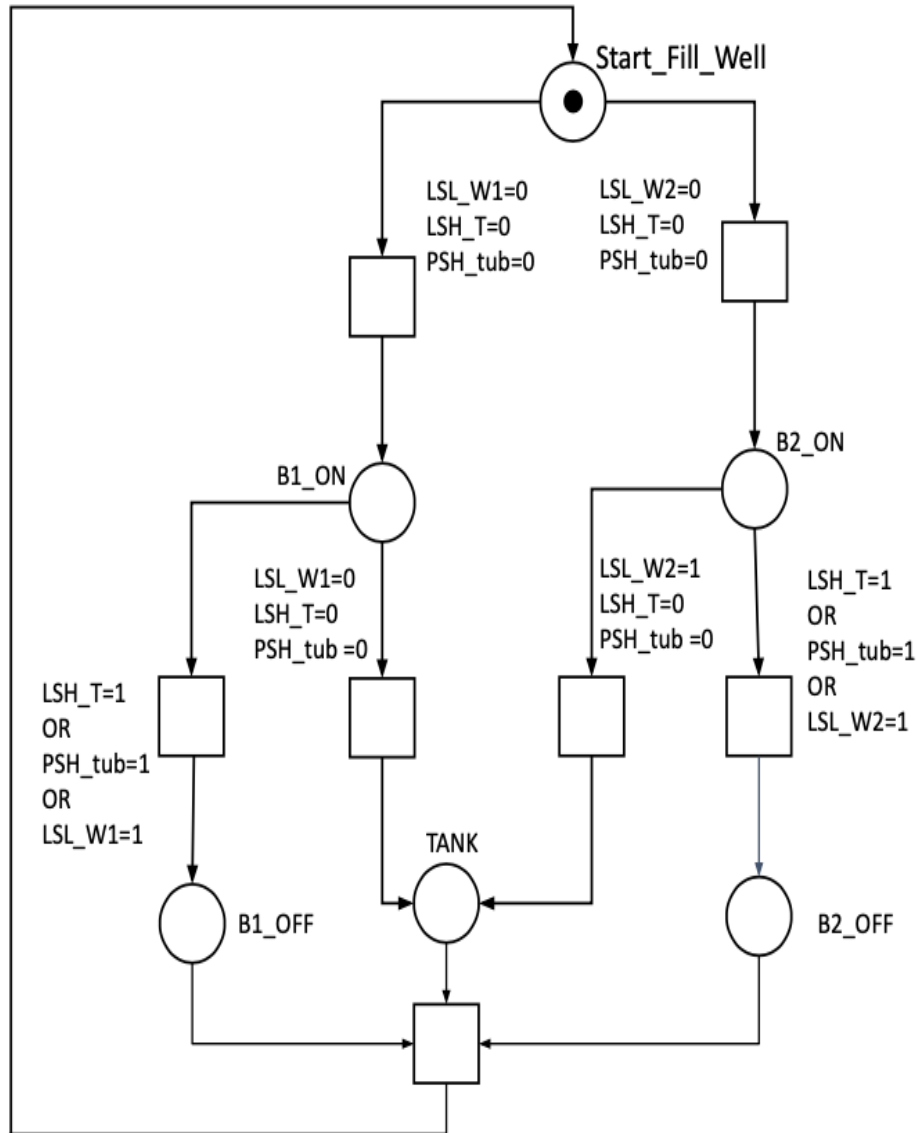 Start_Fill_Well
LSL_W1=0
LSH_T=0
PSH_tub=0
LSL_W2=0
LSH_T=0
PSH_tub=0
B1_ON
B2_ON
LSL_W1=0
LSH_T=0
PSH_tub =0
LSL_W2=1
LSH_T=0
PSH_tub =0
LSH_T=1
OR
PSH_tub=1
OR
LSL_W2=1
LSH_T=1
OR
PSH_tub=1
OR
LSL_W1=1
TANK
B1_OFF
B2_OFF